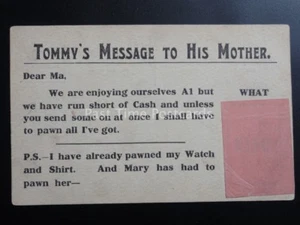 TOMMY'S MESSAGE TO HIS MOTHER.
Dear Ma,
We are enjoying ourselves A1 but
we have run short of Cash and unless
you send some on at once I shall have
to pawn all I've got.
P.S.—I have already pawned my Watch
and Shirt. And Mary has had to
pawn her—
WHAT